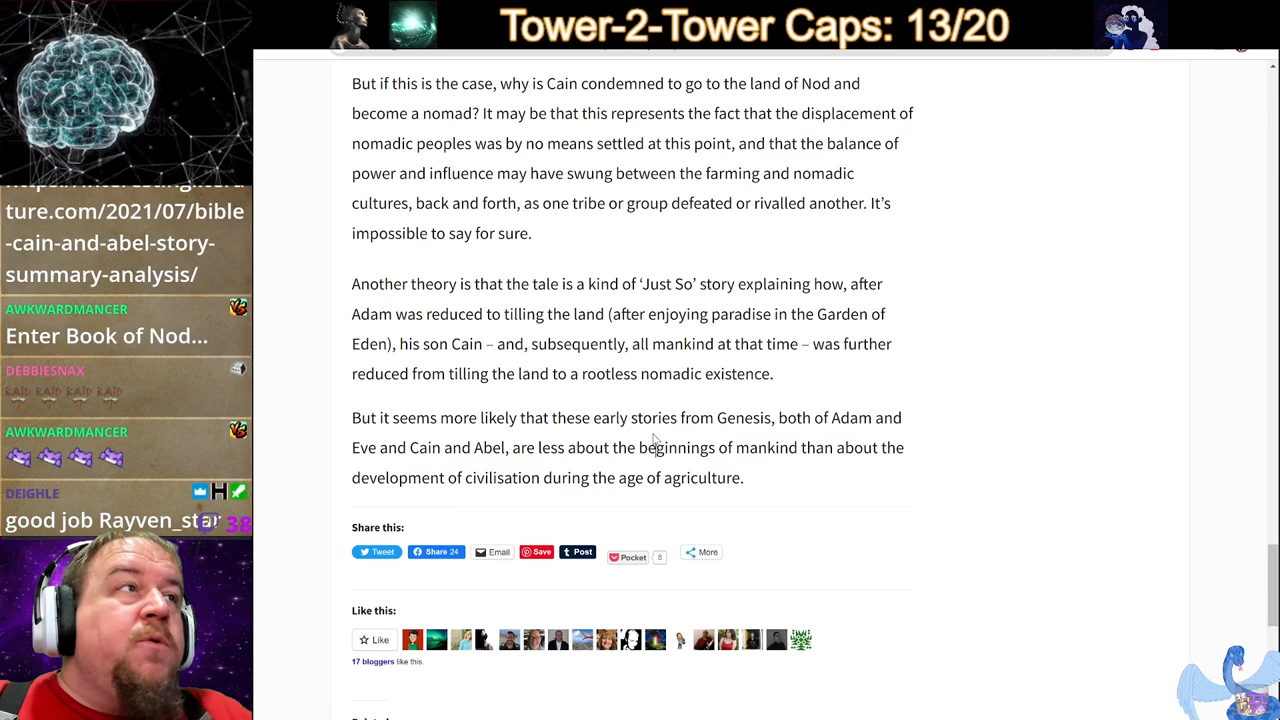 Tower-2-Tower Caps: 13/20
ture.com/2021/07/bible
-cain-and-abel-story-
summary-analysis/
AWKWARDMANCER
Enter Book of Nod...
DEBBIESNAX
RAID RAID RAID RAID
AWKWARDMANCER
DEIGHLE
H
good job Rayven_star
38
But if this is the case, why is Cain condemned to go to the land of Nod and
become a nomad? It may be that this represents the fact that the displacement of
nomadic peoples was by no means settled at this point, and that the balance of
power and influence may have swung between the farming and nomadic
cultures, back and forth, as one tribe or group defeated or rivalled another. It’s
impossible to say for sure.
Another theory is that the tale is a kind of ‘Just So’ story explaining how, after
Adam was reduced to tilling the land (after enjoying paradise in the Garden of
Eden), his son Cain – and, subsequently, all mankind at that time – was further
reduced from tilling the land to a rootless nomadic existence.
But it seems more likely that these early stories from Genesis, both of Adam and
Eve and Cain and Abel, are less about the beginnings of mankind than about the
development of civilisation during the age of agriculture.
Share this:
Tweet Share 24 Email Save Post Pocket 8 More
Like this:
Like
17 bloggers like this.